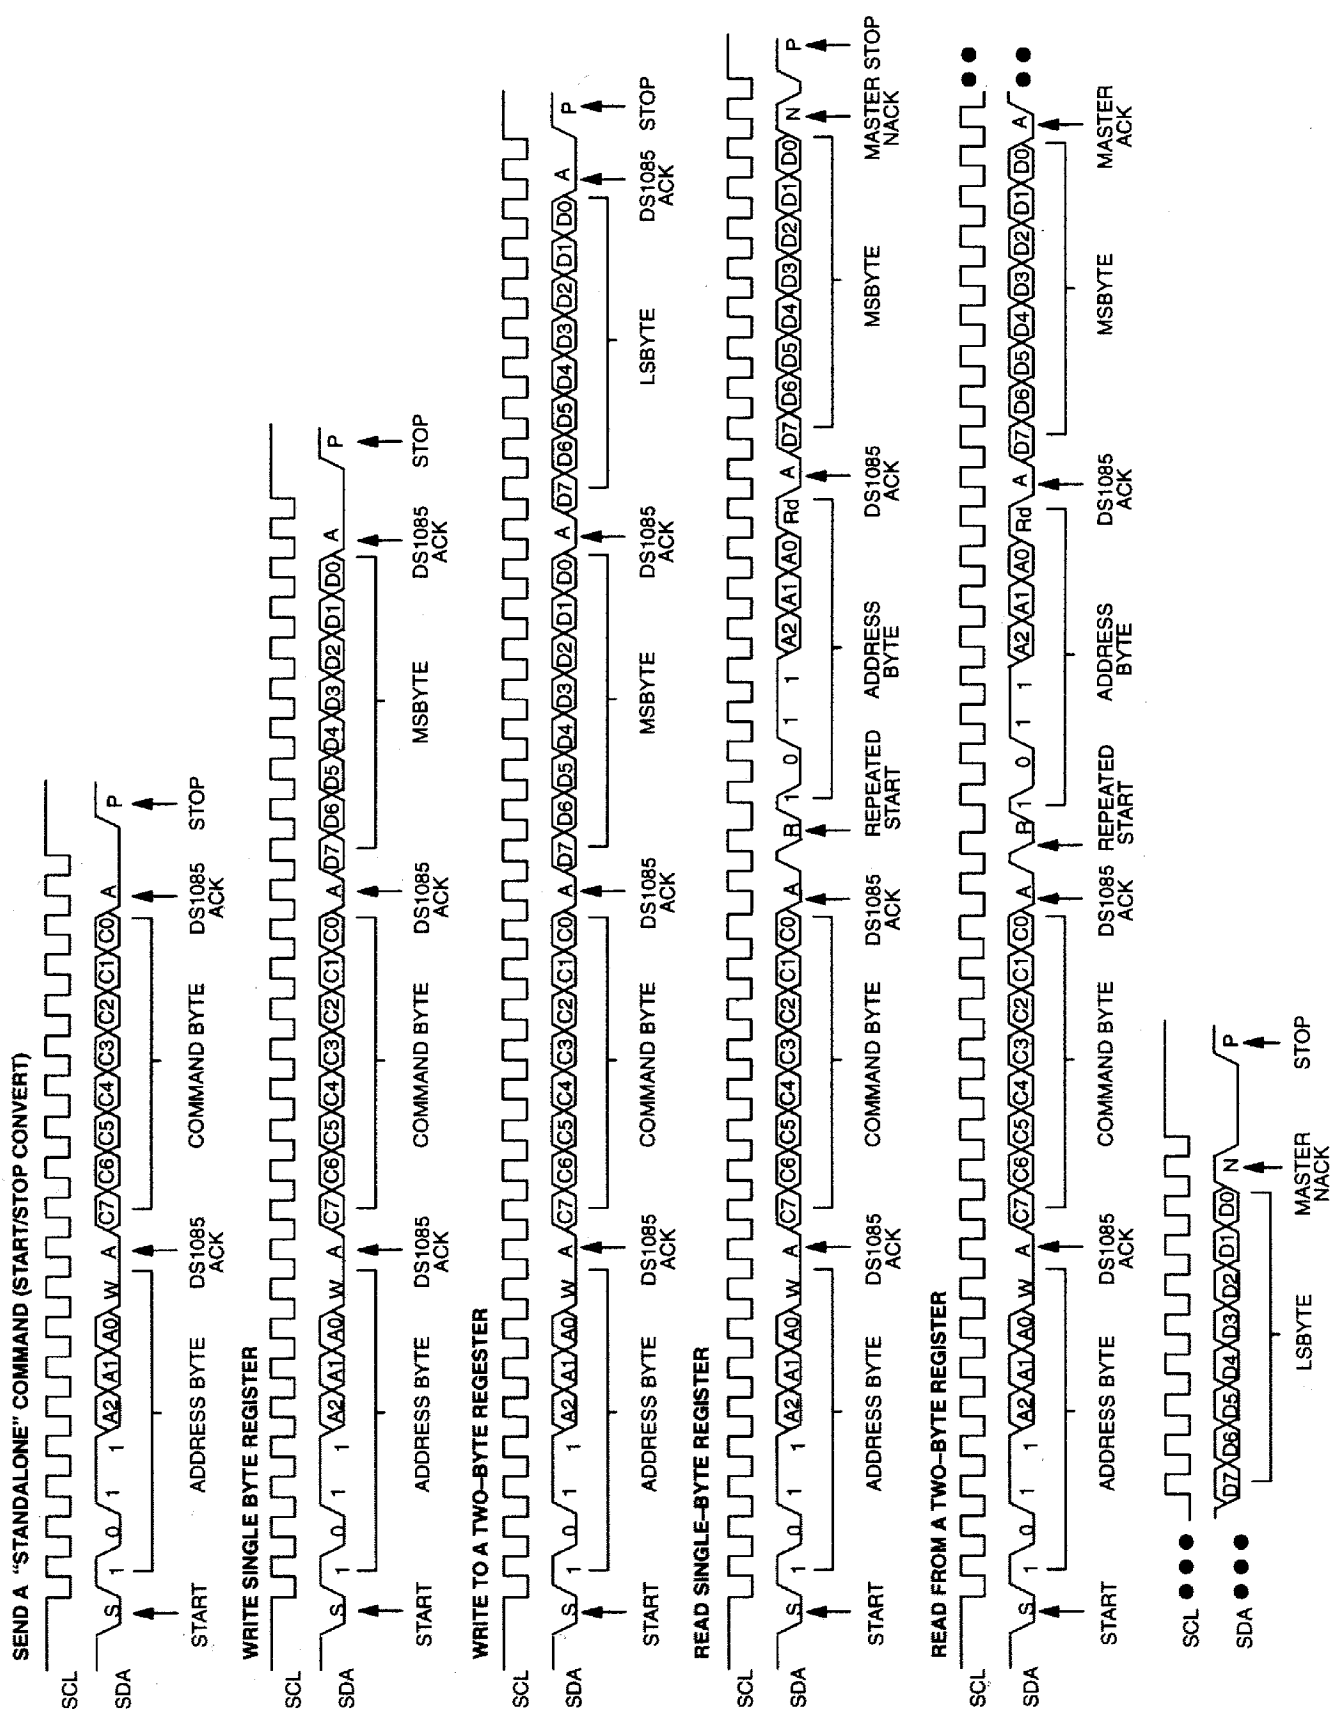 SEND A "STANDALONE" COMMAND (START/STOP CONVERT)
SCL
SDA
S 1 0 1 1 A2 A1 A0 W A C7 C6 C5 C4 C3 C2 C1 C0 A P
START ADDRESS BYTE DS1085 ACK COMMAND BYTE DS1085 ACK STOP
WRITE SINGLE BYTE REGISTER
SCL
SDA
S 1 0 1 1 A2 A1 A0 W A C7 C6 C5 C4 C3 C2 C1 C0 A D7 D6 D5 D4 D3 D2 D1 D0 A P
START ADDRESS BYTE DS1085 ACK COMMAND BYTE DS1085 ACK MSBYTE DS1085 ACK STOP
WRITE TO A TWO–BYTE REGESTER
SCL
SDA
S 1 0 1 1 A2 A1 A0 W A C7 C6 C5 C4 C3 C2 C1 C0 A D7 D6 D5 D4 D3 D2 D1 D0 A D7 D6 D5 D4 D3 D2 D1 D0 A P
START ADDRESS BYTE DS1085 ACK COMMAND BYTE DS1085 ACK MSBYTE DS1085 ACK LSBYTE DS1085 ACK STOP
READ SINGLE–BYTE REGISTER
SCL
SDA
S 1 0 1 1 A2 A1 A0 W A C7 C6 C5 C4 C3 C2 C1 C0 A R 1 0 1 1 A2 A1 A0 Rd A D7 D6 D5 D4 D3 D2 D1 D0 N P
START ADDRESS BYTE DS1085 ACK COMMAND BYTE DS1085 ACK REPEATED START ADDRESS BYTE DS1085 ACK MSBYTE MASTER NACK STOP
READ FROM A TWO–BYTE REGISTER
SCL
SDA
S 1 0 1 1 A2 A1 A0 W A C7 C6 C5 C4 C3 C2 C1 C0 A R 1 0 1 1 A2 A1 A0 Rd A D7 D6 D5 D4 D3 D2 D1 D0 A
START ADDRESS BYTE DS1085 ACK COMMAND BYTE DS1085 ACK REPEATED START ADDRESS BYTE DS1085 ACK MSBYTE MASTER ACK
SCL
SDA
D7 D6 D5 D4 D3 D2 D1 D0 N P
LSBYTE MASTER NACK STOP